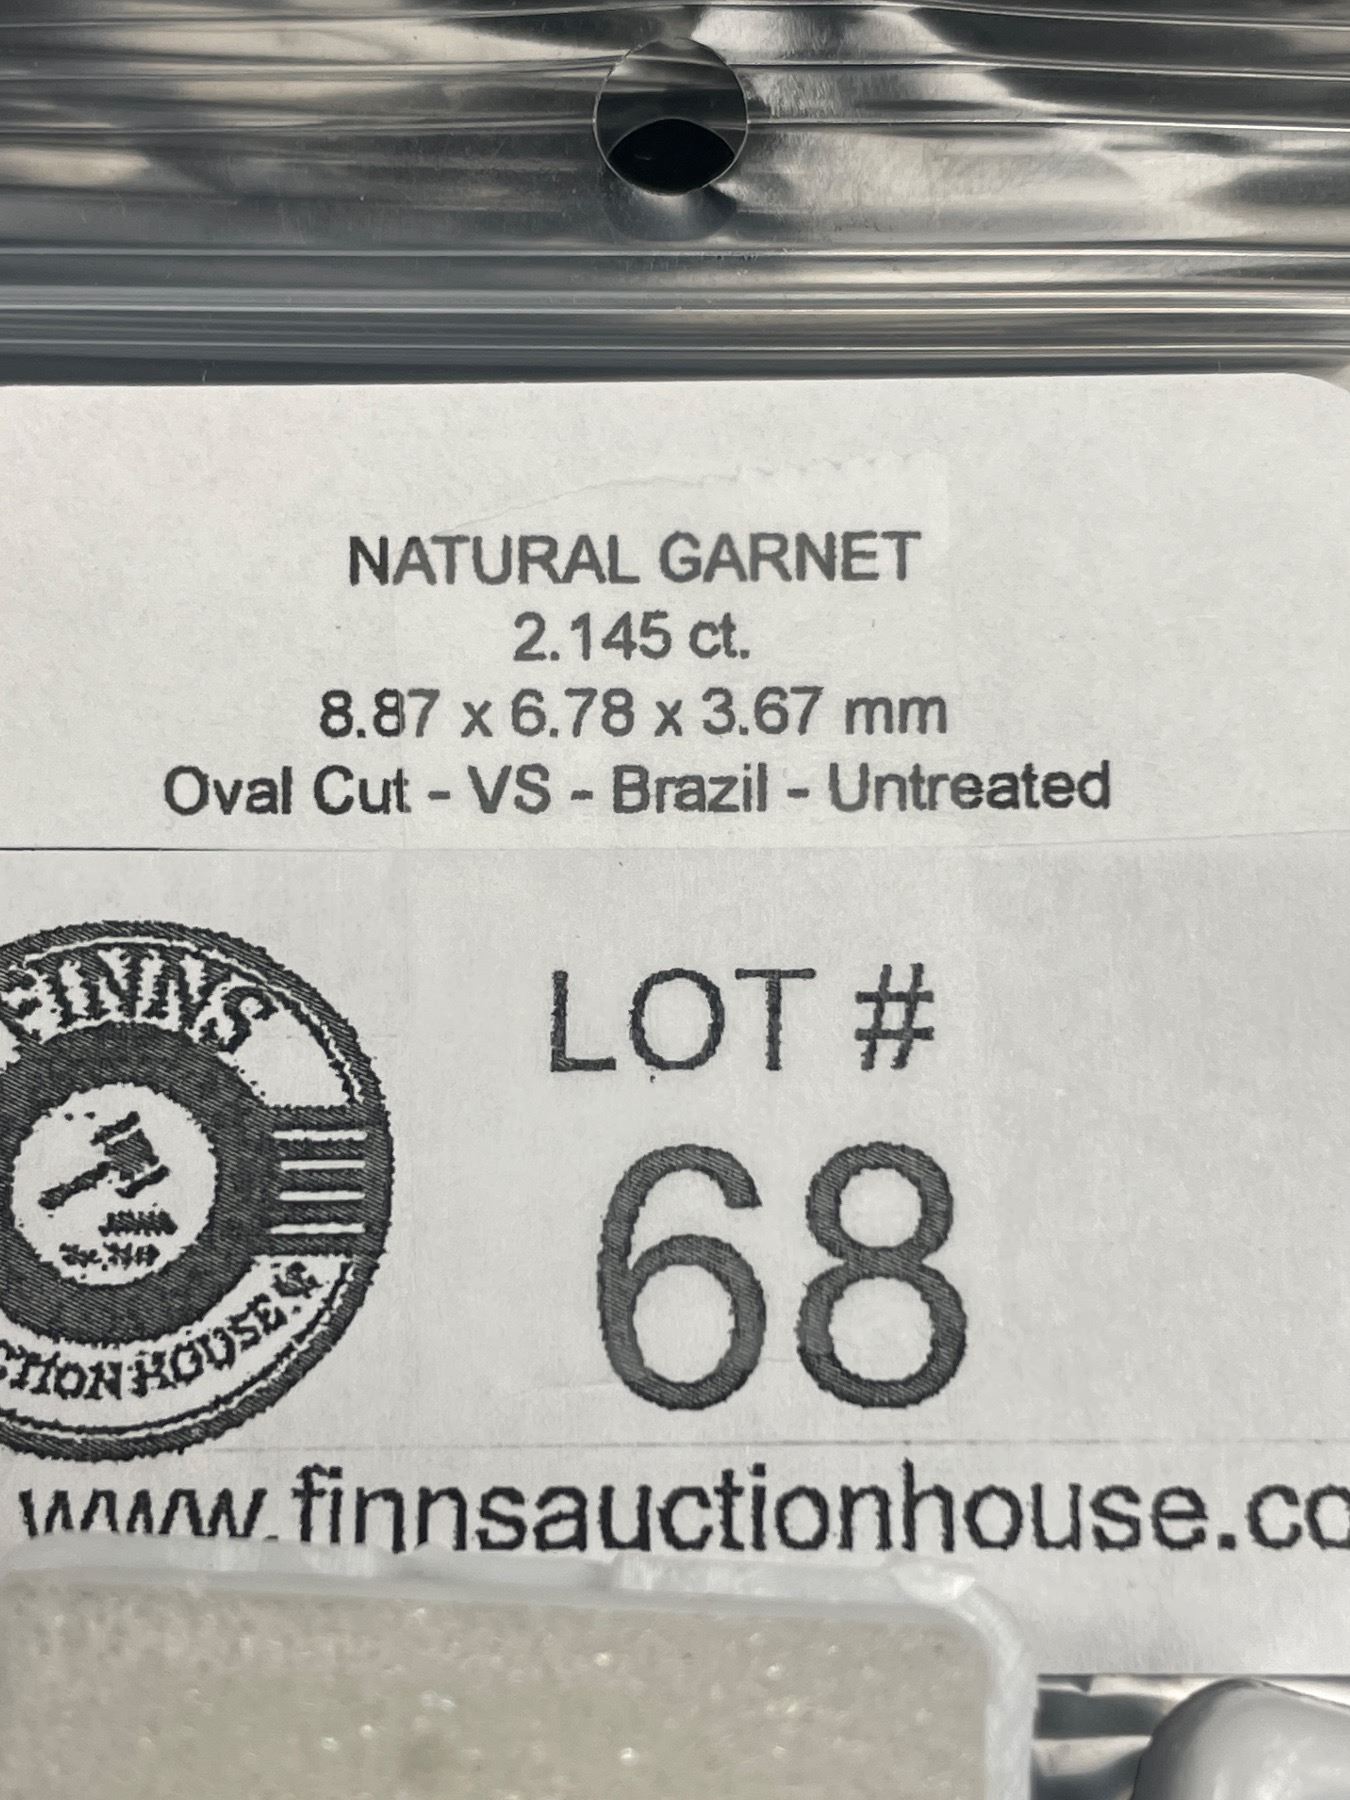 NATURAL GARNET
2.145 ct.
8.87 x 6.78 x 3.67 mm
Oval Cut - VS - Brazil - Untreated
FINNS
LOT #
68
CTION HOUSE
www.finnsauctionhouse.co